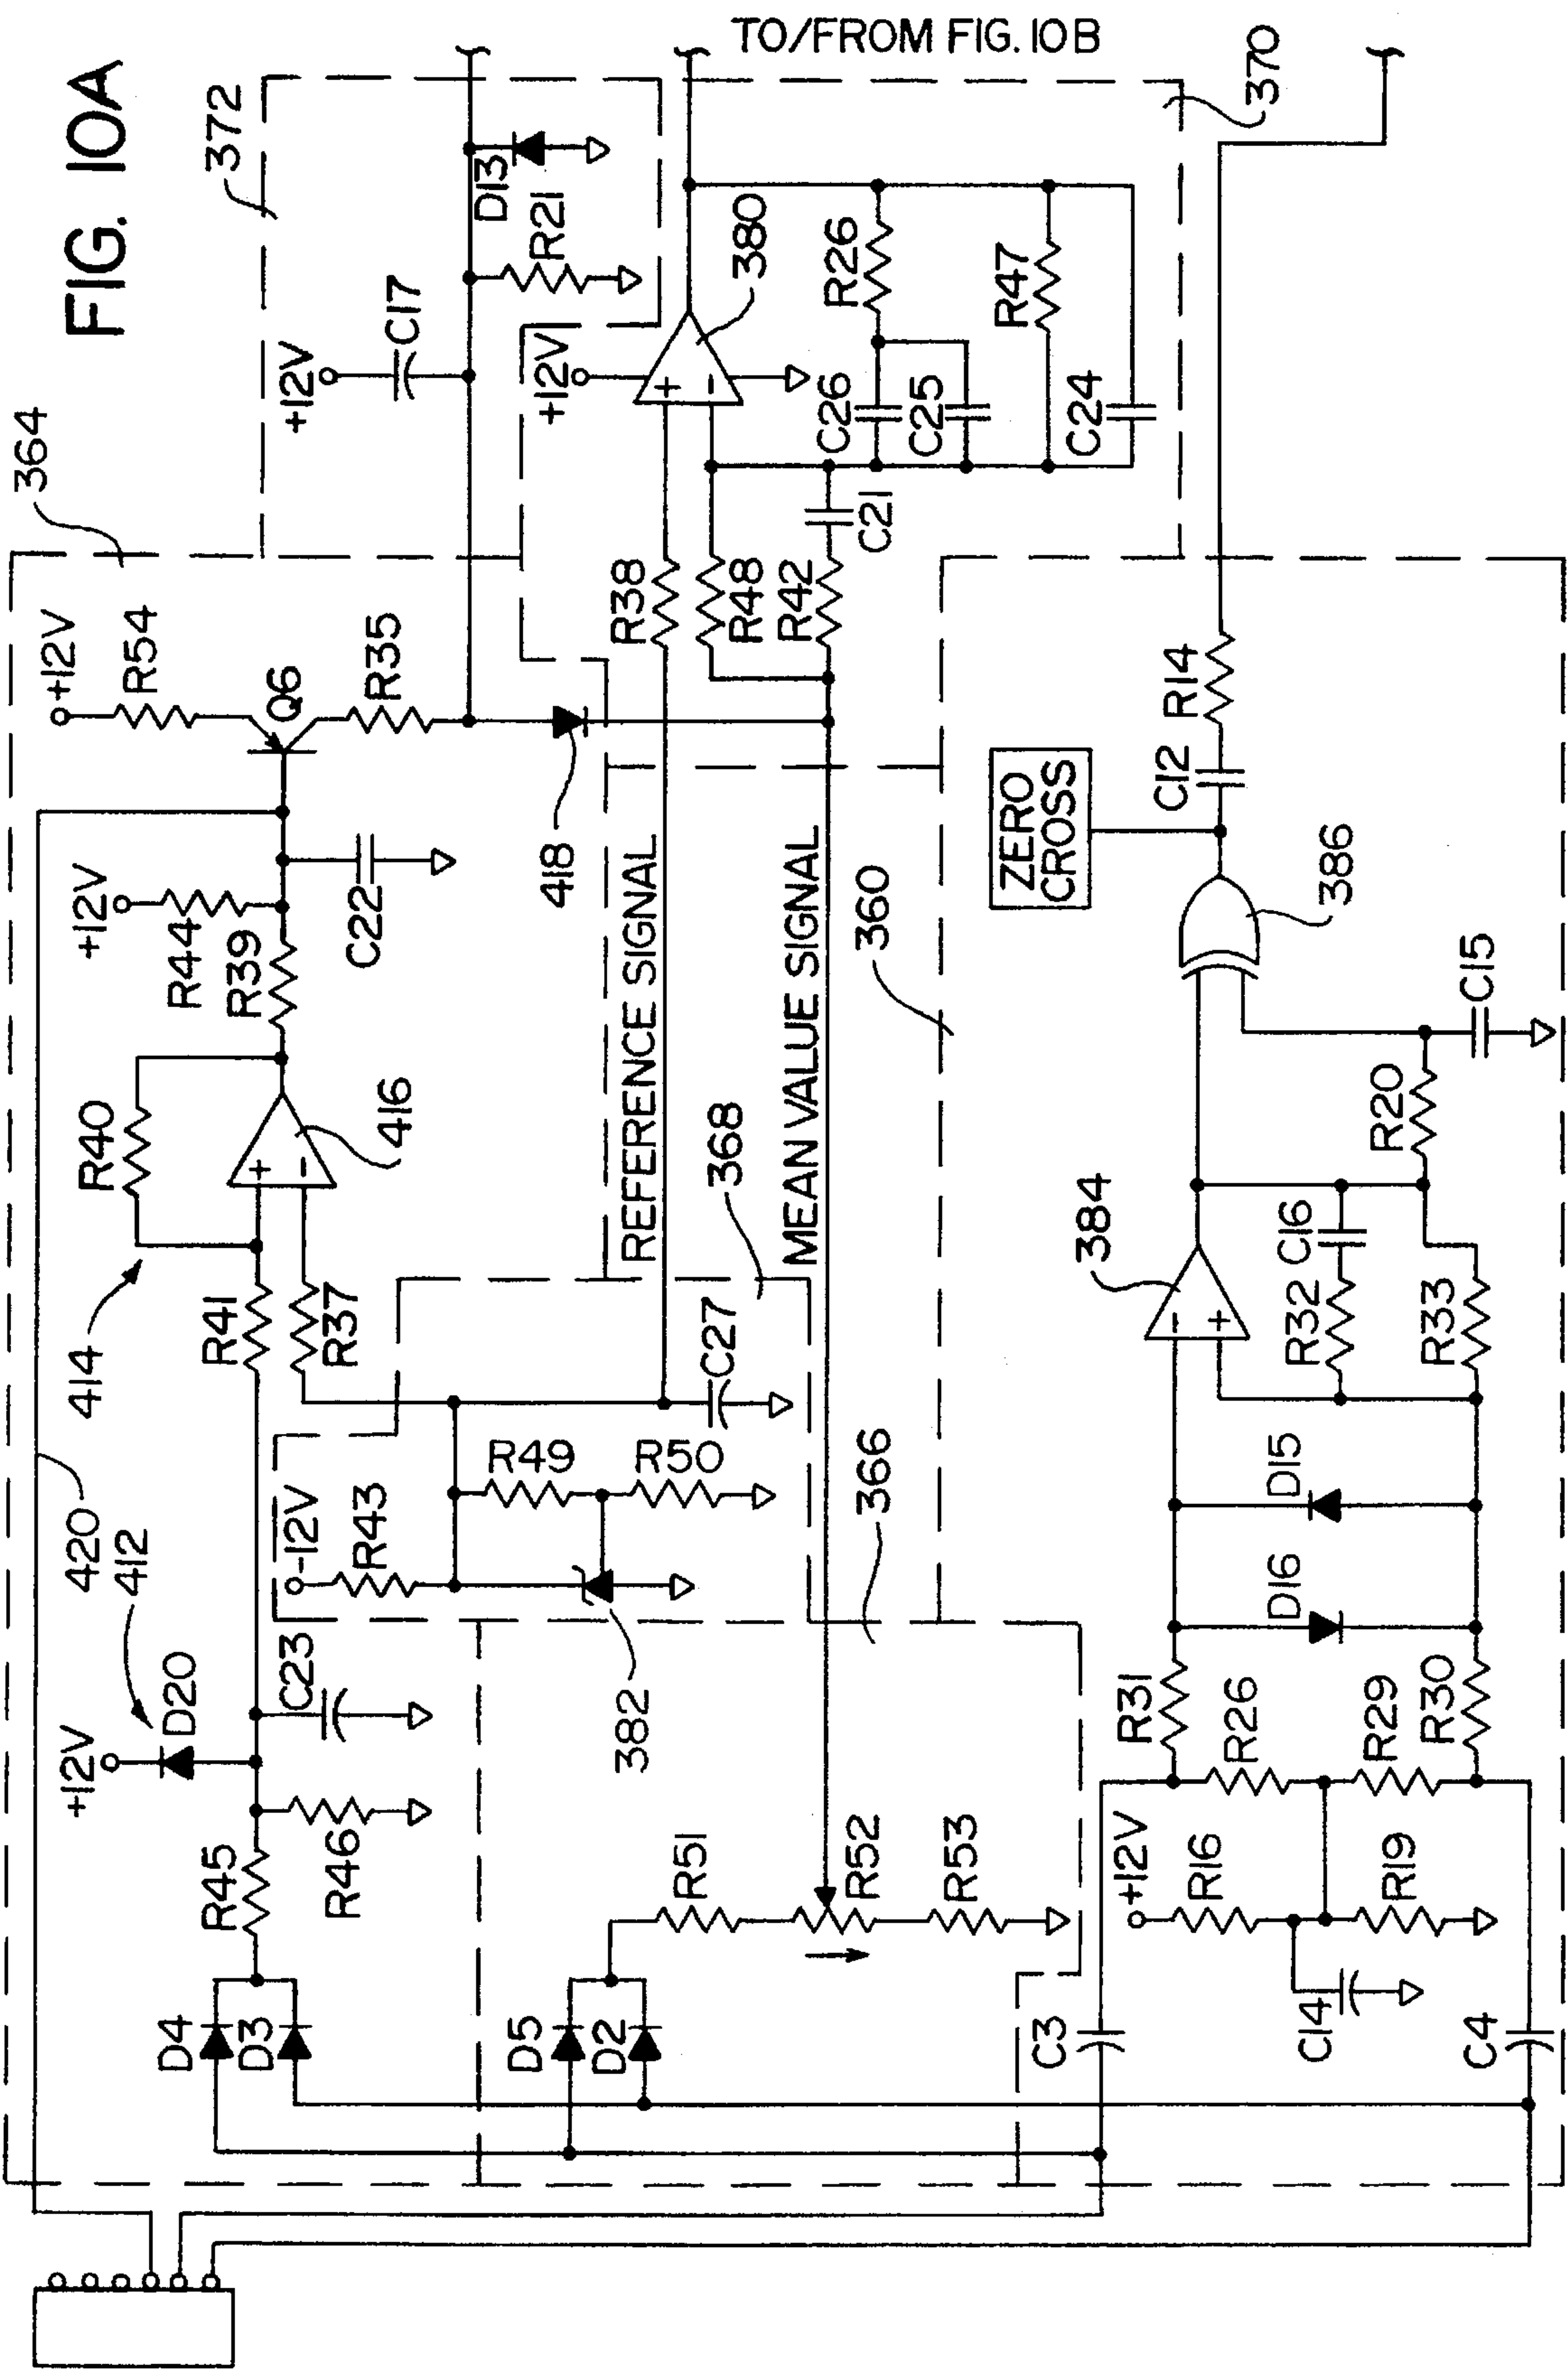 FIG. 10A
TO/FROM FIG. 10B
372
370
364
+12V
C17
D13
R21
+12V
380
R26
R47
C26
C25
C24
+12V
R54
Q6
R35
R38
R48
R42
C21
418
+12V
R44
R39
C22
REFERENCE SIGNAL
MEAN VALUE SIGNAL
360
ZERO
CROSS
C12
R14
386
C15
R40
416
414
R41
R37
368
C27
384
R20
C16
R32
R33
420
412
-12V
R43
R49
R50
366
D15
D16
+12V
D20
C23
382
R31
R26
R29
R30
R45
R46
R51
R52
R53
+12V
R16
R19
D4
D3
D5
D2
C3
C14
C4